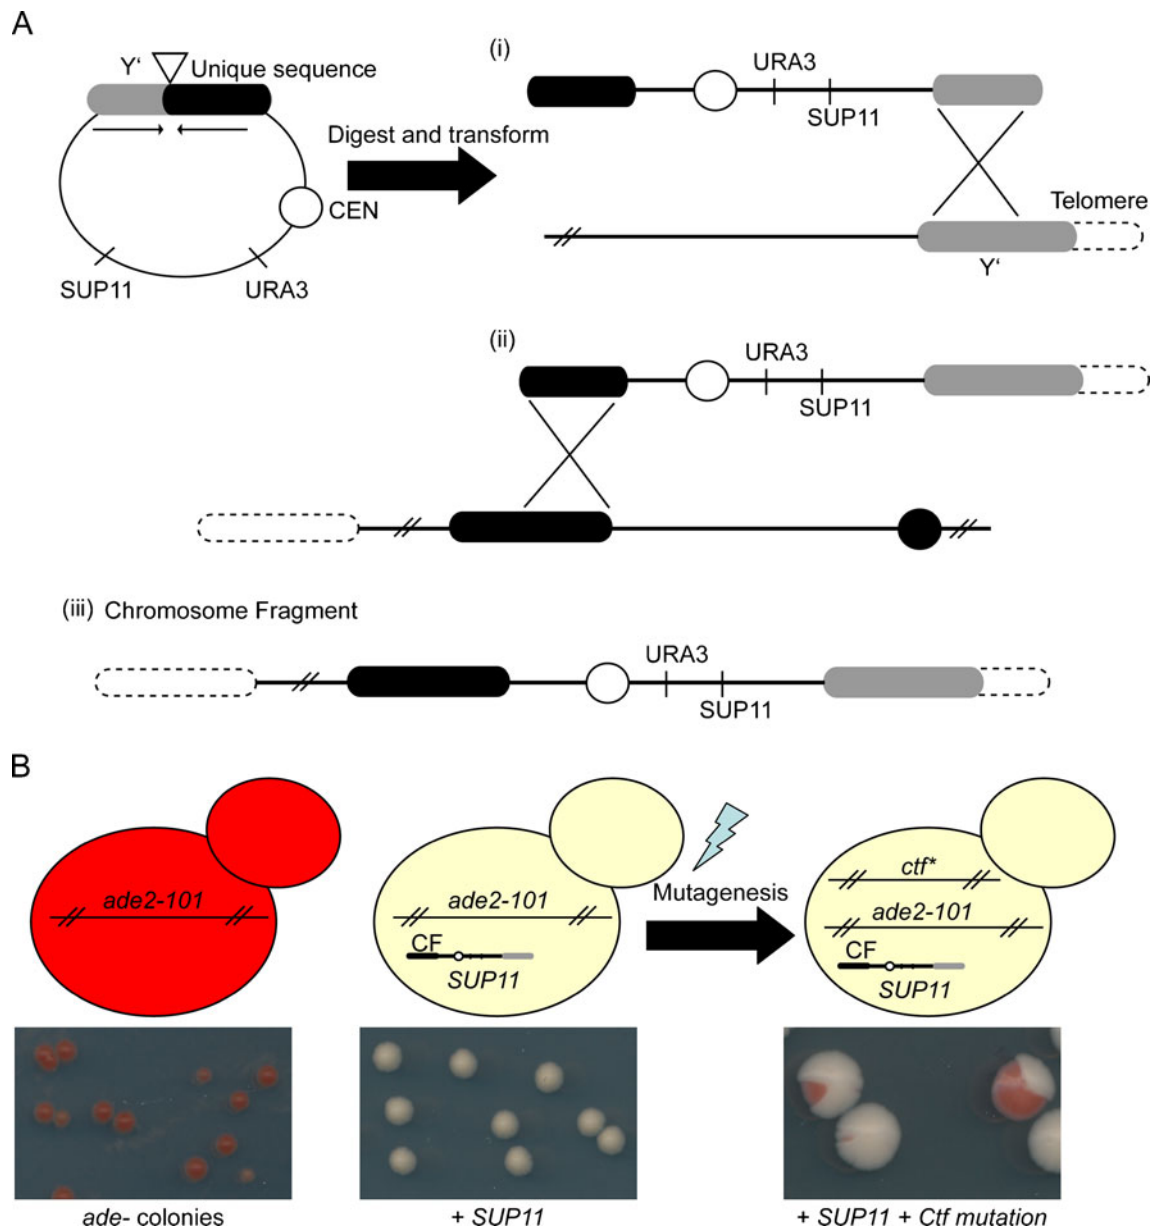 A
Y‘
Unique sequence
CEN
SUP11
URA3
Digest and transform
(i)
URA3
SUP11
Telomere
Y‘
(ii)
URA3
SUP11
(iii) Chromosome Fragment
URA3
SUP11
B
ade2-101
ade2-101
CF
SUP11
Mutagenesis
ctf*
ade2-101
CF
SUP11
ade- colonies
+ SUP11
+ SUP11 + Ctf mutation